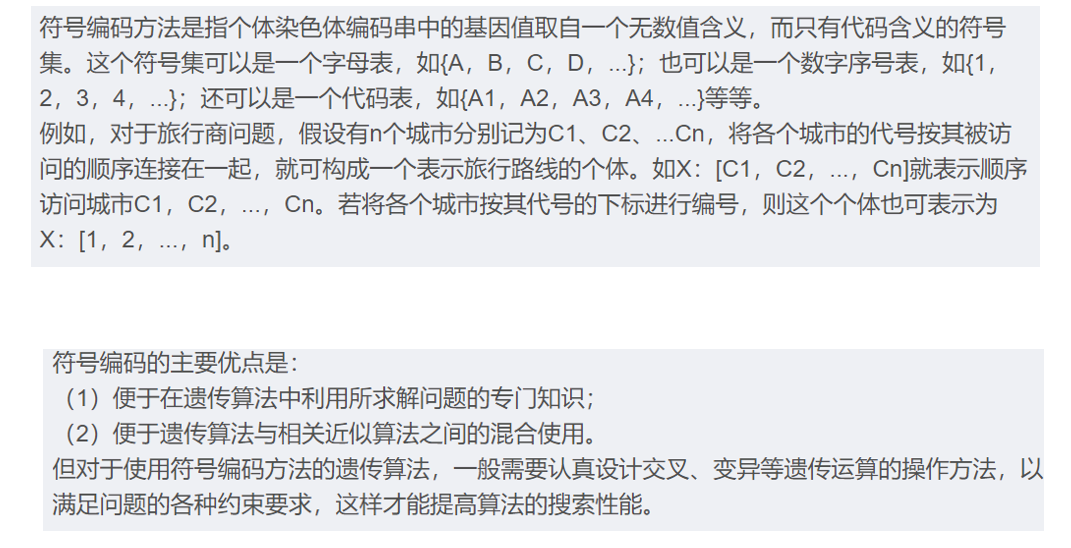 符号编码方法是指个体染色体编码串中的基因值取自一个无数值含义，而只有代码含义的符号
集。这个符号集可以是一个字母表，如{A，B，C，D，...}；也可以是一个数字序号表，如{1，
2，3，4，...}；还可以是一个代码表，如{A1，A2，A3，A4，...}等等。
例如，对于旅行商问题，假设有n个城市分别记为C1、C2、...Cn，将各个城市的代号按其被访
问的顺序连接在一起，就可构成一个表示旅行路线的个体。如X：[C1，C2，...，Cn]就表示顺序
访问城市C1，C2，...，Cn。若将各个城市按其代号的下标进行编号，则这个个体也可表示为
X：[1，2，...，n]。
符号编码的主要优点是：
（1）便于在遗传算法中利用所求解问题的专门知识；
（2）便于遗传算法与相关近似算法之间的混合使用。
但对于使用符号编码方法的遗传算法，一般需要认真设计交叉、变异等遗传运算的操作方法，以
满足问题的各种约束要求，这样才能提高算法的搜索性能。